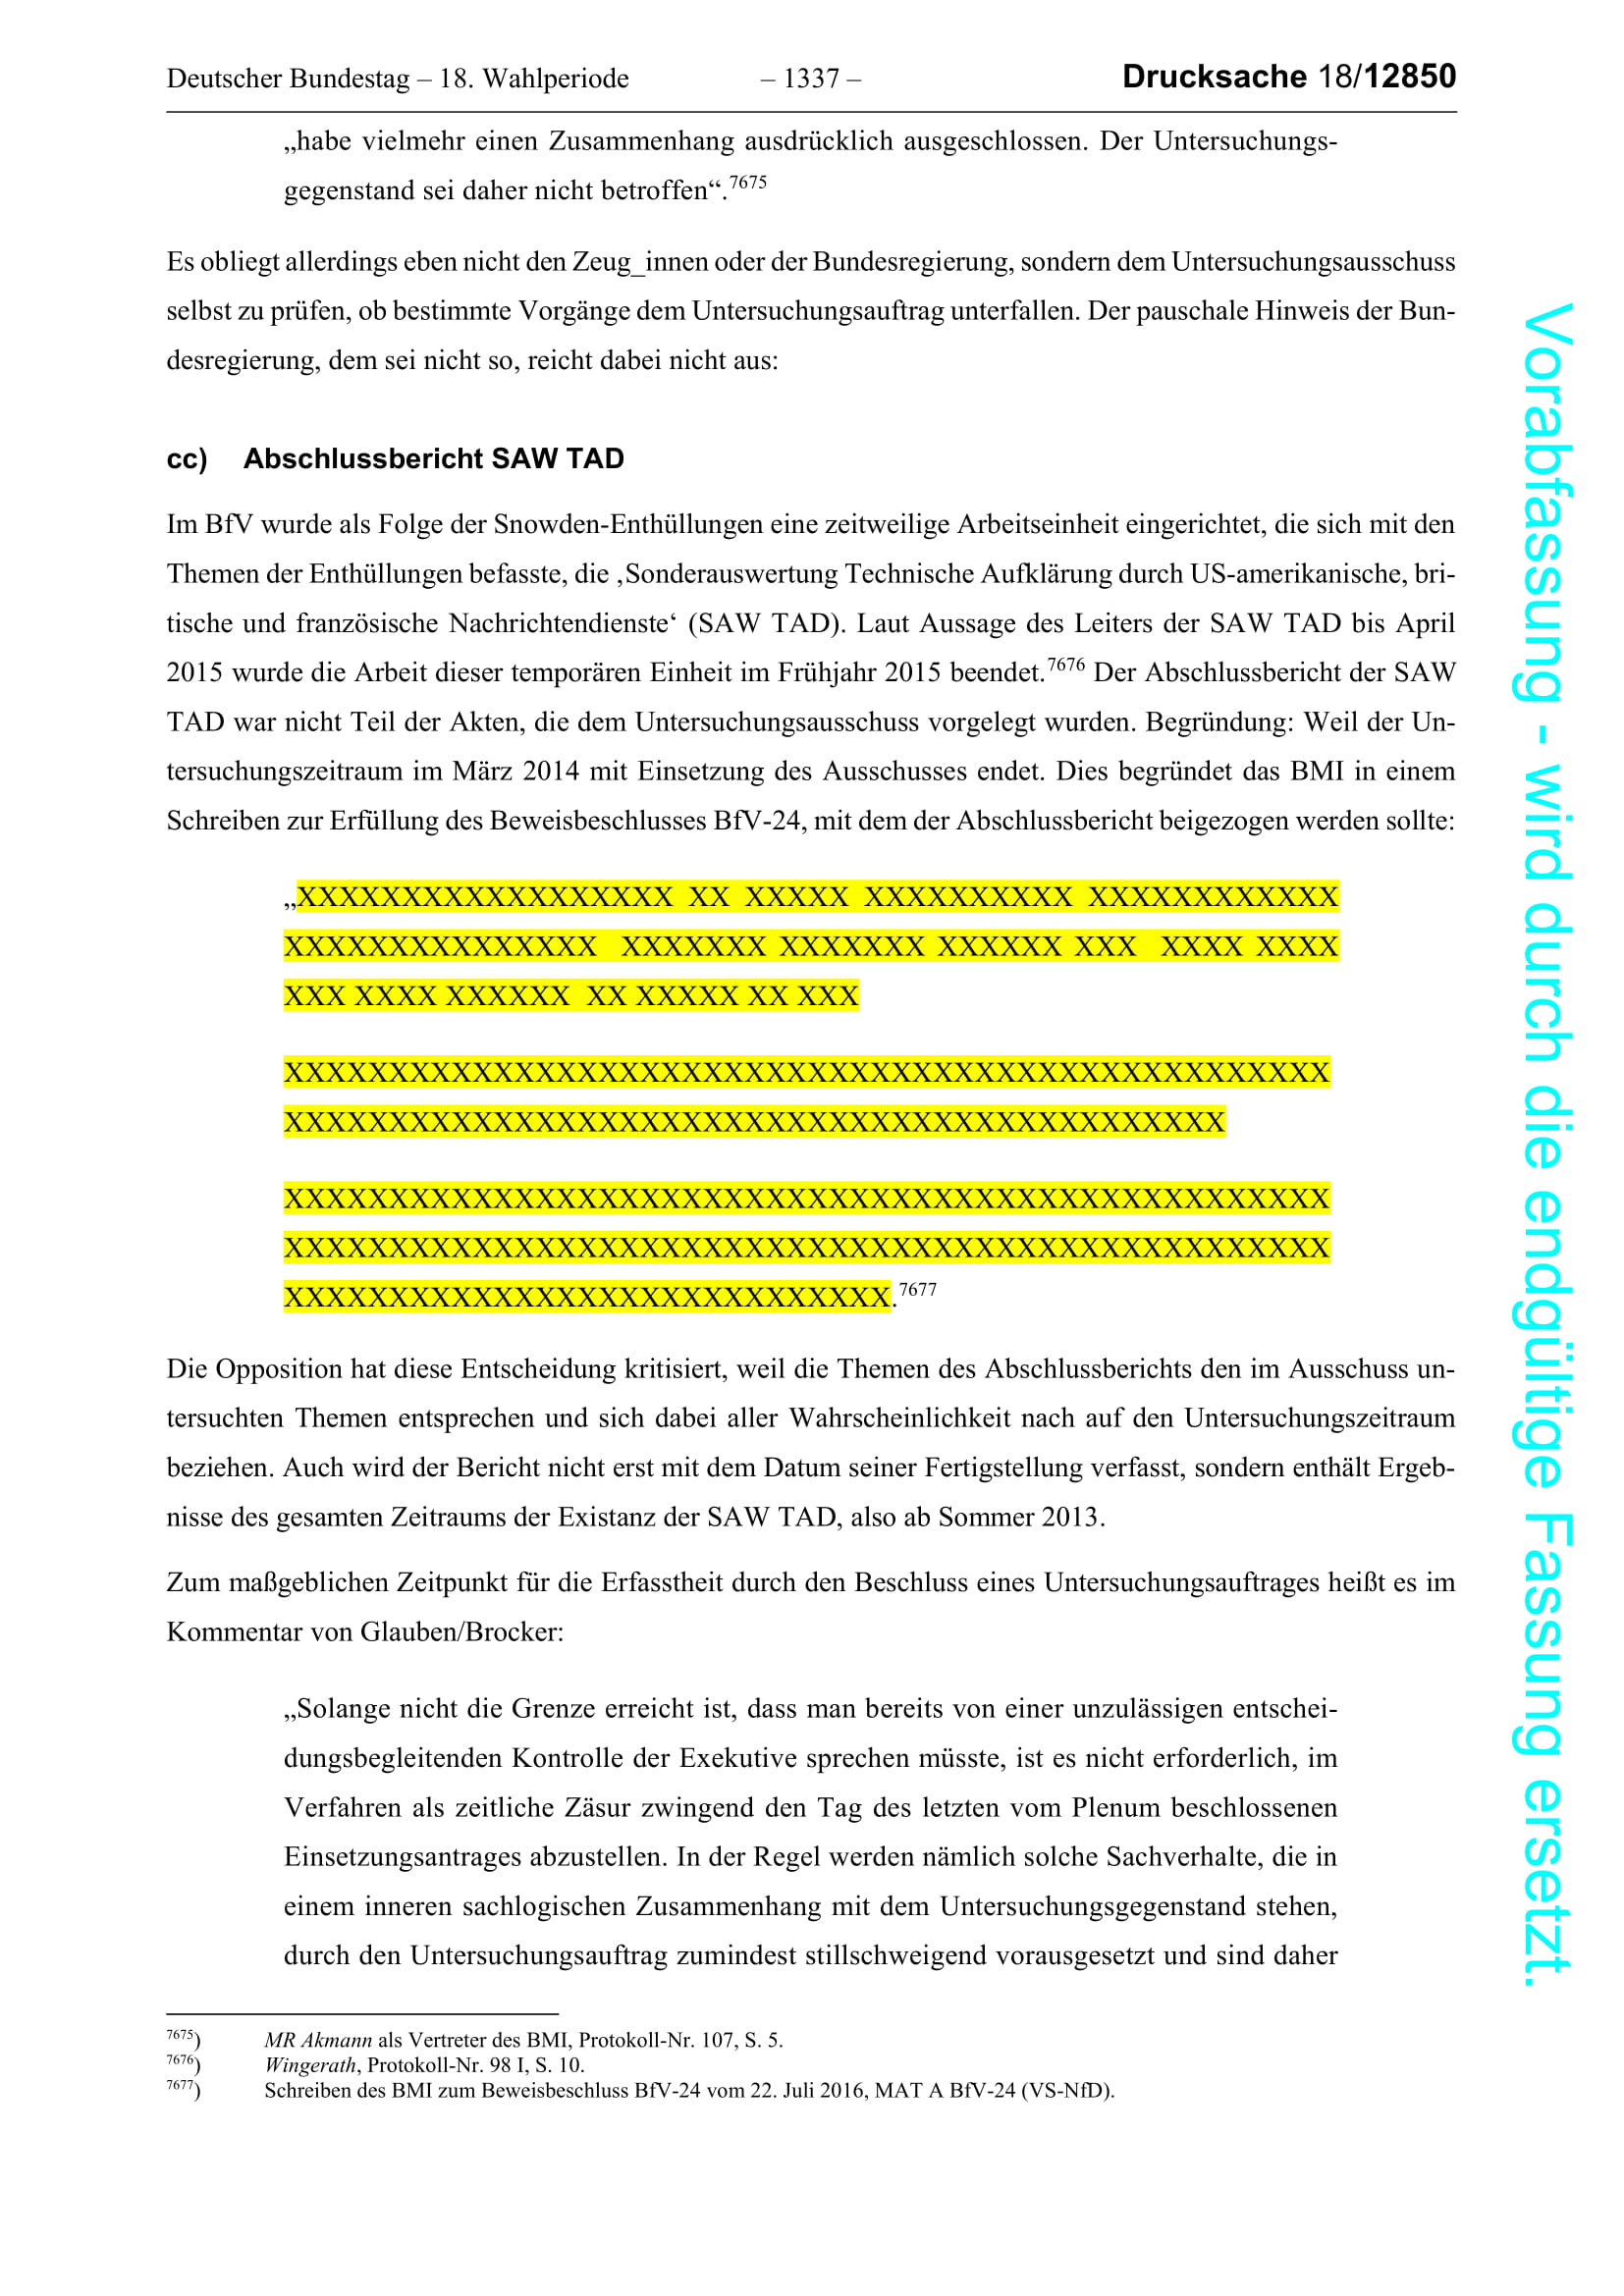 Deutscher Bundestag – 18. Wahlperiode – 1337 – Drucksache 18/12850
„habe vielmehr einen Zusammenhang ausdrücklich ausgeschlossen. Der Untersuchungs-
gegenstand sei daher nicht betroffen“.7675
Es obliegt allerdings eben nicht den Zeug_innen oder der Bundesregierung, sondern dem Untersuchungsausschuss
selbst zu prüfen, ob bestimmte Vorgänge dem Untersuchungsauftrag unterfallen. Der pauschale Hinweis der Bun-
desregierung, dem sei nicht so, reicht dabei nicht aus:
cc) Abschlussbericht SAW TAD
Im BfV wurde als Folge der Snowden-Enthüllungen eine zeitweilige Arbeitseinheit eingerichtet, die sich mit den
Themen der Enthüllungen befasste, die ‚Sonderauswertung Technische Aufklärung durch US-amerikanische, bri-
tische und französische Nachrichtendienste‘ (SAW TAD). Laut Aussage des Leiters der SAW TAD bis April
2015 wurde die Arbeit dieser temporären Einheit im Frühjahr 2015 beendet.7676 Der Abschlussbericht der SAW
TAD war nicht Teil der Akten, die dem Untersuchungsausschuss vorgelegt wurden. Begründung: Weil der Un-
tersuchungszeitraum im März 2014 mit Einsetzung des Ausschusses endet. Dies begründet das BMI in einem
Schreiben zur Erfüllung des Beweisbeschlusses BfV-24, mit dem der Abschlussbericht beigezogen werden sollte:
„XXXXXXXXXXXXXXXXXX XX XXXXX XXXXXXXXXX XXXXXXXXXXXX
XXXXXXXXXXXXXXX XXXXXXX XXXXXXX XXXXXX XXX XXXX XXXX
XXX XXXX XXXXXX XX XXXXX XX XXX
XXXXXXXXXXXXXXXXXXXXXXXXXXXXXXXXXXXXXXXXXXXXXXXXXX
XXXXXXXXXXXXXXXXXXXXXXXXXXXXXXXXXXXXXXXXXXXXX
XXXXXXXXXXXXXXXXXXXXXXXXXXXXXXXXXXXXXXXXXXXXXXXXXX
XXXXXXXXXXXXXXXXXXXXXXXXXXXXXXXXXXXXXXXXXXXXXXXXXX
XXXXXXXXXXXXXXXXXXXXXXXXXXXXX.7677
Die Opposition hat diese Entscheidung kritisiert, weil die Themen des Abschlussberichts den im Ausschuss un-
tersuchten Themen entsprechen und sich dabei aller Wahrscheinlichkeit nach auf den Untersuchungszeitraum
beziehen. Auch wird der Bericht nicht erst mit dem Datum seiner Fertigstellung verfasst, sondern enthält Ergeb-
nisse des gesamten Zeitraums der Existanz der SAW TAD, also ab Sommer 2013.
Zum maßgeblichen Zeitpunkt für die Erfasstheit durch den Beschluss eines Untersuchungsauftrages heißt es im
Kommentar von Glauben/Brocker:
„Solange nicht die Grenze erreicht ist, dass man bereits von einer unzulässigen entschei-
dungsbegleitenden Kontrolle der Exekutive sprechen müsste, ist es nicht erforderlich, im
Verfahren als zeitliche Zäsur zwingend den Tag des letzten vom Plenum beschlossenen
Einsetzungsantrages abzustellen. In der Regel werden nämlich solche Sachverhalte, die in
einem inneren sachlogischen Zusammenhang mit dem Untersuchungsgegenstand stehen,
durch den Untersuchungsauftrag zumindest stillschweigend vorausgesetzt und sind daher
7675) MR Akmann als Vertreter des BMI, Protokoll-Nr. 107, S. 5.
7676) Wingerath, Protokoll-Nr. 98 I, S. 10.
7677) Schreiben des BMI zum Beweisbeschluss BfV-24 vom 22. Juli 2016, MAT A BfV-24 (VS-NfD).
Vorabfassung - wird durch die endgültige Fassung ersetzt.